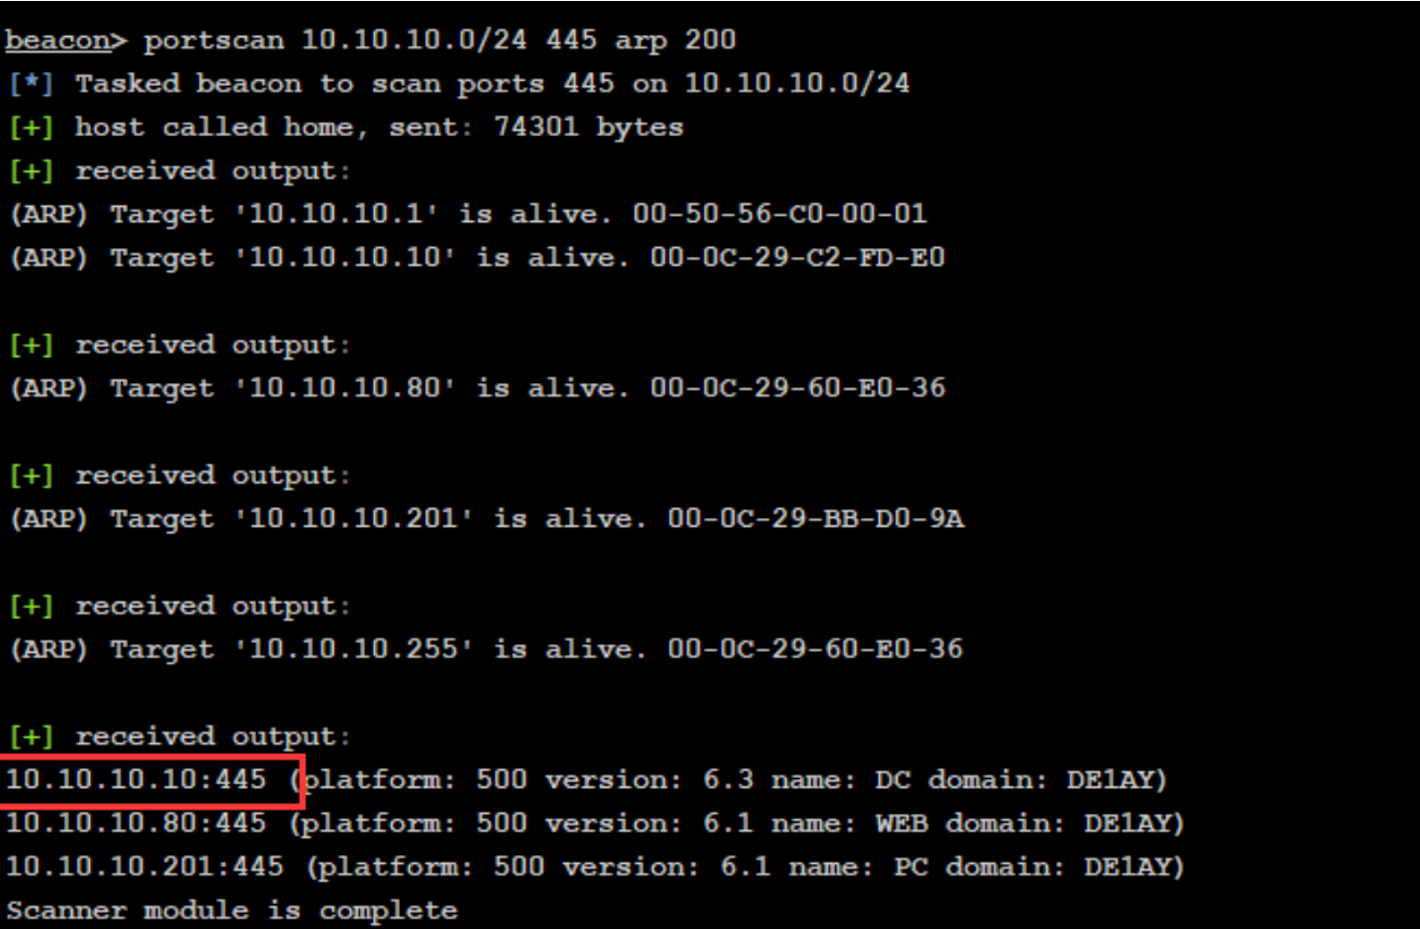 beacon> portscan 10.10.10.0/24 445 arp 200
[*] Tasked beacon to scan ports 445 on 10.10.10.0/24
[+] host called home, sent: 74301 bytes
[+] received output:
(ARP) Target '10.10.10.1' is alive. 00-50-56-C0-00-01
(ARP) Target '10.10.10.10' is alive. 00-0C-29-C2-FD-E0
[+] received output:
(ARP) Target '10.10.10.80' is alive. 00-0C-29-60-E0-36
[+] received output:
(ARP) Target '10.10.10.201' is alive. 00-0C-29-BB-D0-9A
[+] received output:
(ARP) Target '10.10.10.255' is alive. 00-0C-29-60-E0-36
[+] received output:
10.10.10.10:445 (platform: 500 version: 6.3 name: DC domain: DE1AY)
10.10.10.80:445 (platform: 500 version: 6.1 name: WEB domain: DE1AY)
10.10.10.201:445 (platform: 500 version: 6.1 name: PC domain: DE1AY)
Scanner module is complete